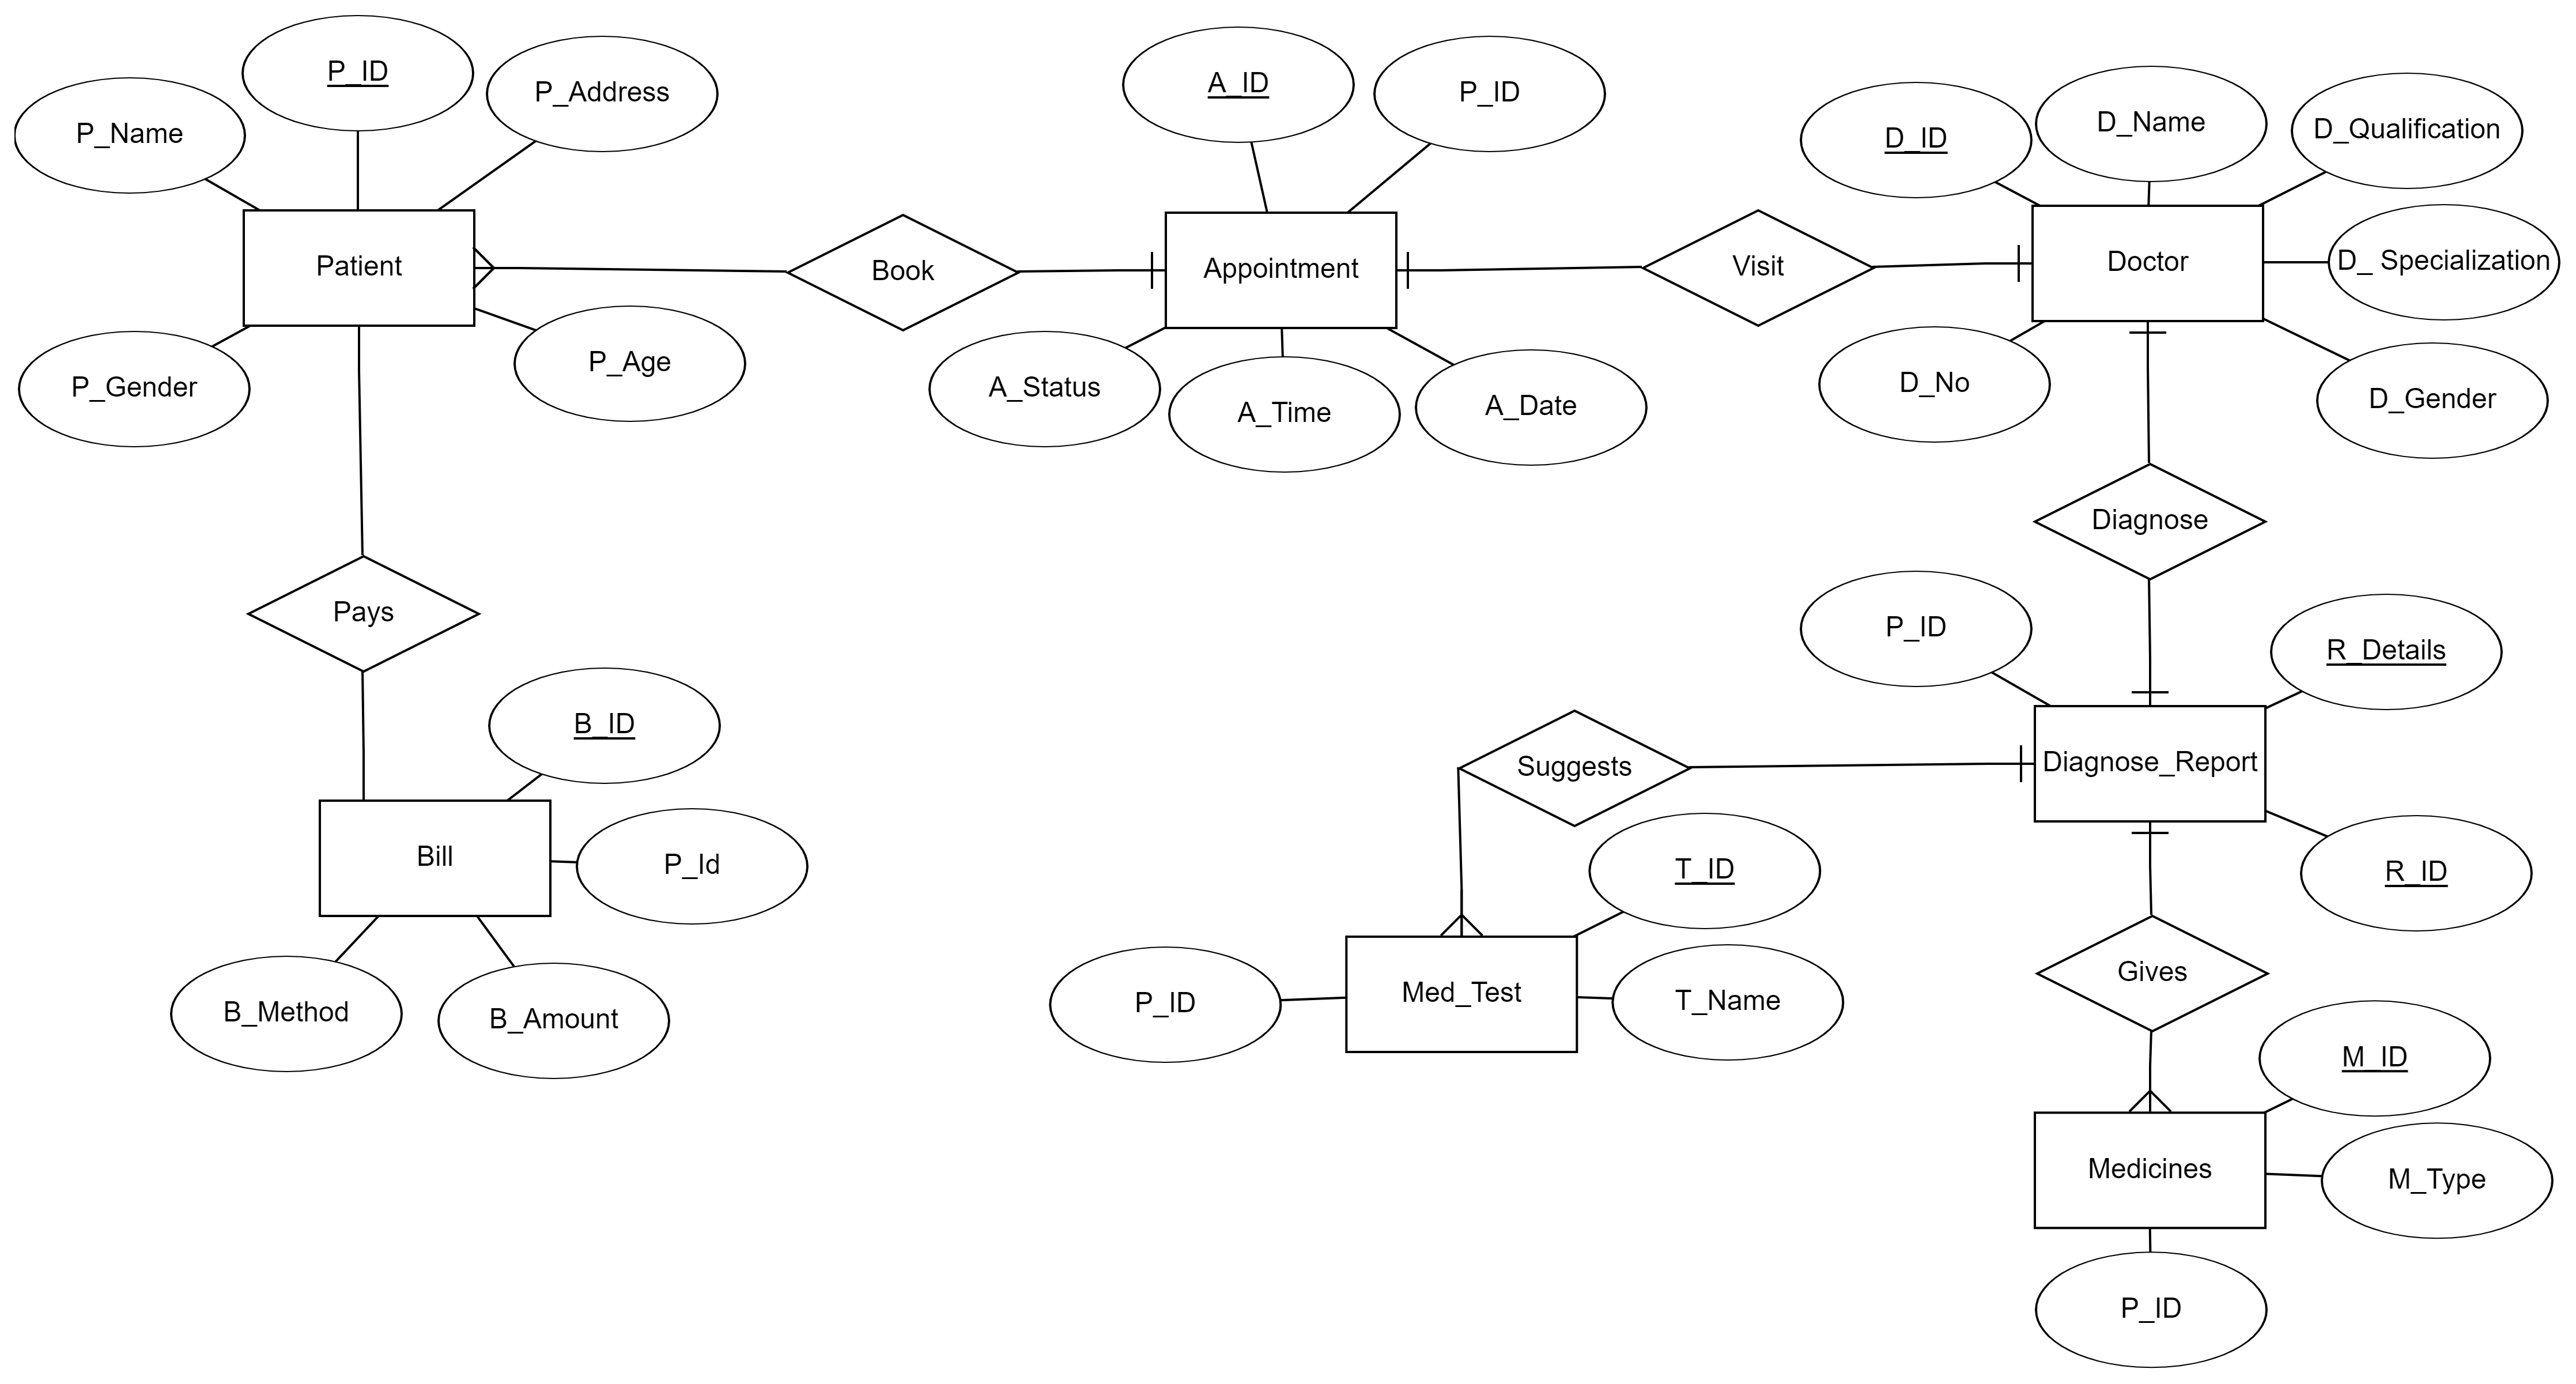 P_Name
P_ID
P_Address
Patient
P_Gender
P_Age
Book
A_ID
P_ID
Appointment
A_Status
A_Time
A_Date
Visit
D_ID
D_Name
D_Qualification
Doctor
D_ Specialization
D_No
D_Gender
Diagnose
Pays
B_ID
Bill
P_Id
B_Method
B_Amount
P_ID
R_Details
Suggests
Diagnose_Report
R_ID
T_ID
P_ID
Med_Test
T_Name
Gives
M_ID
Medicines
M_Type
P_ID